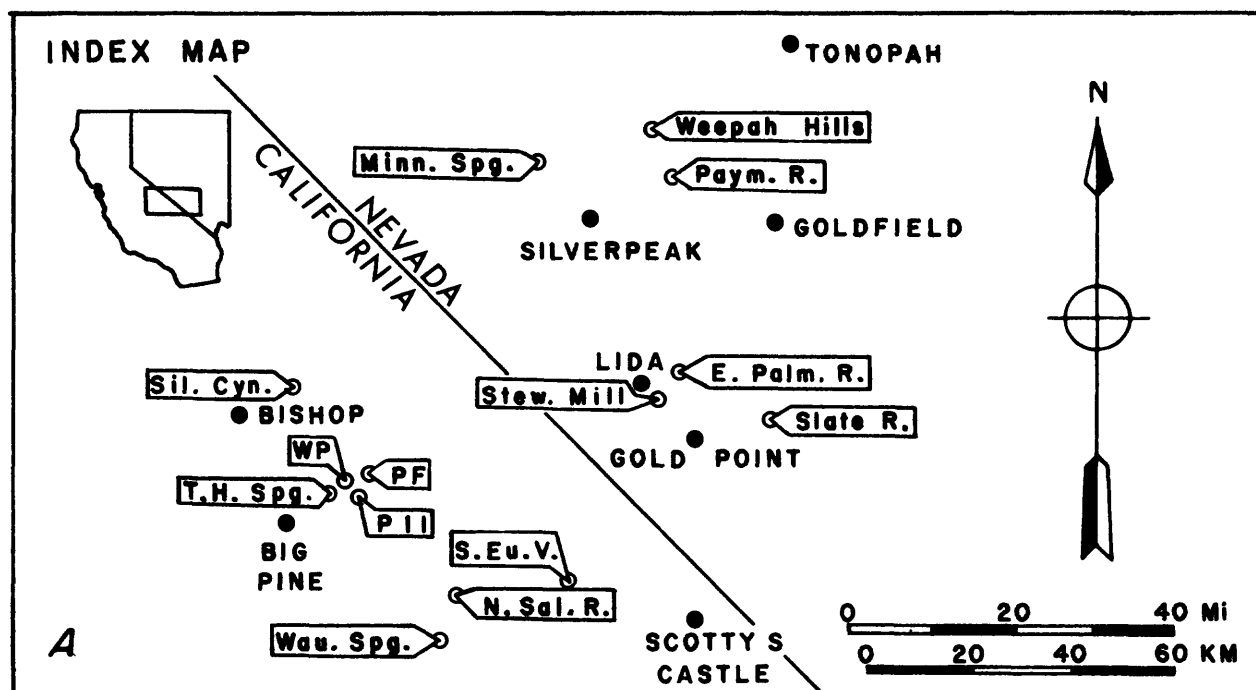 INDEX MAP
TONOPAH
N
Weepah Hills
Minn. Spg.
Paym. R.
NEVADA
CALIFORNIA
SILVERPEAK
GOLDFIELD
LIDA
E. Palm. R.
Sil. Cyn.
Stew. Mill
BISHOP
Slate R.
GOLD POINT
WP
PF
T.H. Spg.
P II
BIG
PINE
S. Eu. V.
N. Sal. R.
Wau. Spg.
SCOTTY S
CASTLE
0 20 40 Mi
0 20 40 60 KM
A